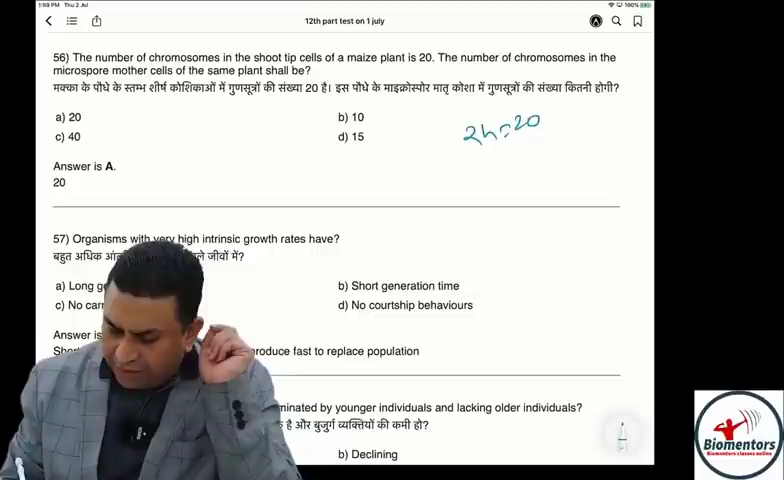 1:59 PM Thu 2 Jul
100%
12th part test on 1 july
56) The number of chromosomes in the shoot tip cells of a maize plant is 20. The number of chromosomes in the
microspore mother cells of the same plant shall be?
मक्का के पौधे के स्तम्भ शीर्ष कोशिकाओं में गुणसूत्रों की संख्या 20 है। इस पौधे के माइक्रोस्पोर मातृ कोशा में गुणसूत्रों की संख्या कितनी होगी?
a) 20 b) 10
c) 40 d) 15
2n = 20
Answer is A.
20
57) Organisms with very high intrinsic growth rates have?
बहुत अधिक जीवों में?
a) Long b) Short generation time
c) No d) No courtship behaviours
Answer is
produce fast to replace population
younger individuals and lacking older individuals?
है और बुजुर्ग व्यक्तियों की कमी हो?
b) Declining
Biomentors
Biomentors classes online